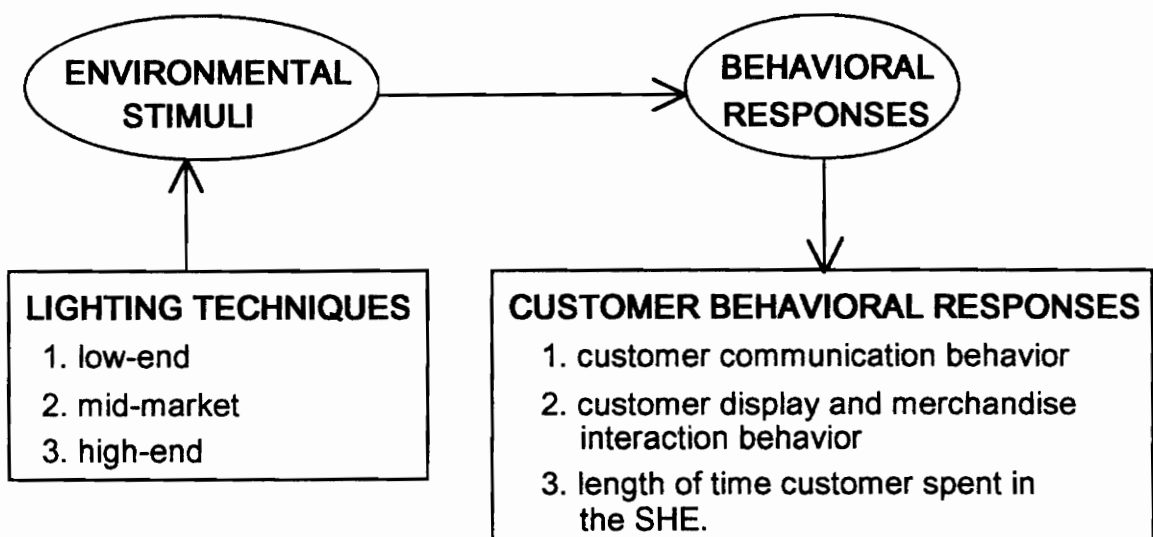 ENVIRONMENTAL
STIMULI
BEHAVIORAL
RESPONSES
LIGHTING TECHNIQUES
1. low-end
2. mid-market
3. high-end
CUSTOMER BEHAVIORAL RESPONSES
1. customer communication behavior
2. customer display and merchandise
interaction behavior
3. length of time customer spent in
the SHE.